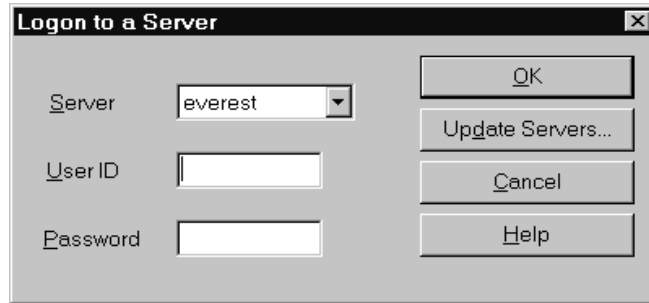 Logon to a Server
Server
everest
User ID
Password
OK
Update Servers...
Cancel
Help